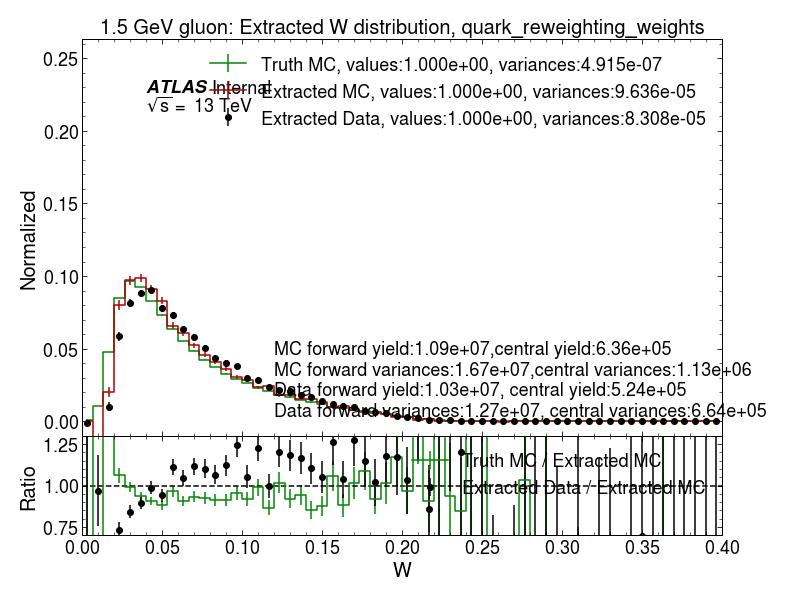 1.5 GeV gluon: Extracted W distribution, quark_reweighting_weights
Truth MC, values:1.000e+00, variances:4.915e-07
ATLAS Internal
Extracted MC, values:1.000e+00, variances:9.636e-05
√s = 13 TeV
Extracted Data, values:1.000e+00, variances:8.308e-05
0.25
0.20
0.15
0.10
0.05
0.00
Normalized
MC forward yield:1.09e+07,central yield:6.36e+05
MC forward variances:1.67e+07,central variances:1.13e+06
Data forward yield:1.03e+07, central yield:5.24e+05
Data forward variances:1.27e+07, central variances:6.64e+05
1.25
1.00
0.75
Ratio
Truth MC / Extracted MC
Extracted Data / Extracted MC
0.00 0.05 0.10 0.15 0.20 0.25 0.30 0.35 0.40
W